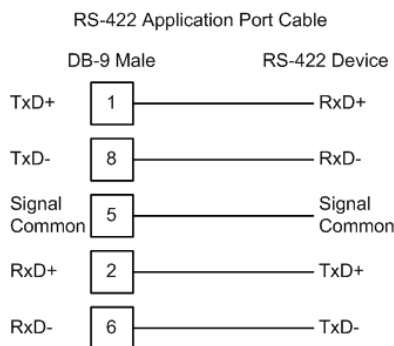 RS-422 Application Port Cable
DB-9 Male RS-422 Device
TxD+ 1 RxD+
TxD- 8 RxD-
Signal Common 5 Signal Common
RxD+ 2 TxD+
RxD- 6 TxD-